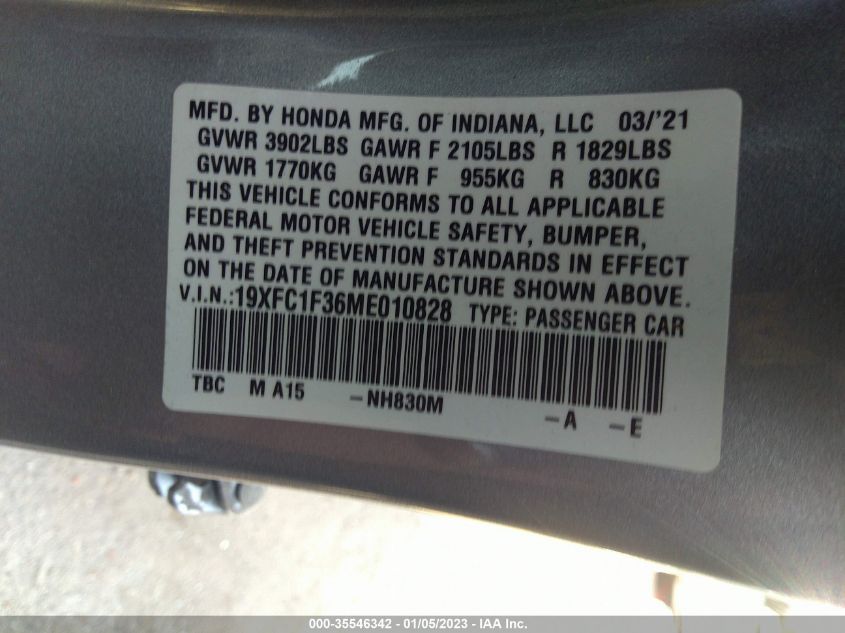 MFD. BY HONDA MFG. OF INDIANA, LLC 03/'21
GVWR 3902LBS GAWR F 2105LBS R 1829LBS
GVWR 1770KG GAWR F 955KG R 830KG
THIS VEHICLE CONFORMS TO ALL APPLICABLE
FEDERAL MOTOR VEHICLE SAFETY, BUMPER,
AND THEFT PREVENTION STANDARDS IN EFFECT
ON THE DATE OF MANUFACTURE SHOWN ABOVE.
V.I.N.:19XFC1F36ME010828 TYPE: PASSENGER CAR
TBC M A15 -NH830M -A -E
000-35546342 — 01/05/2023 — IAA Inc.